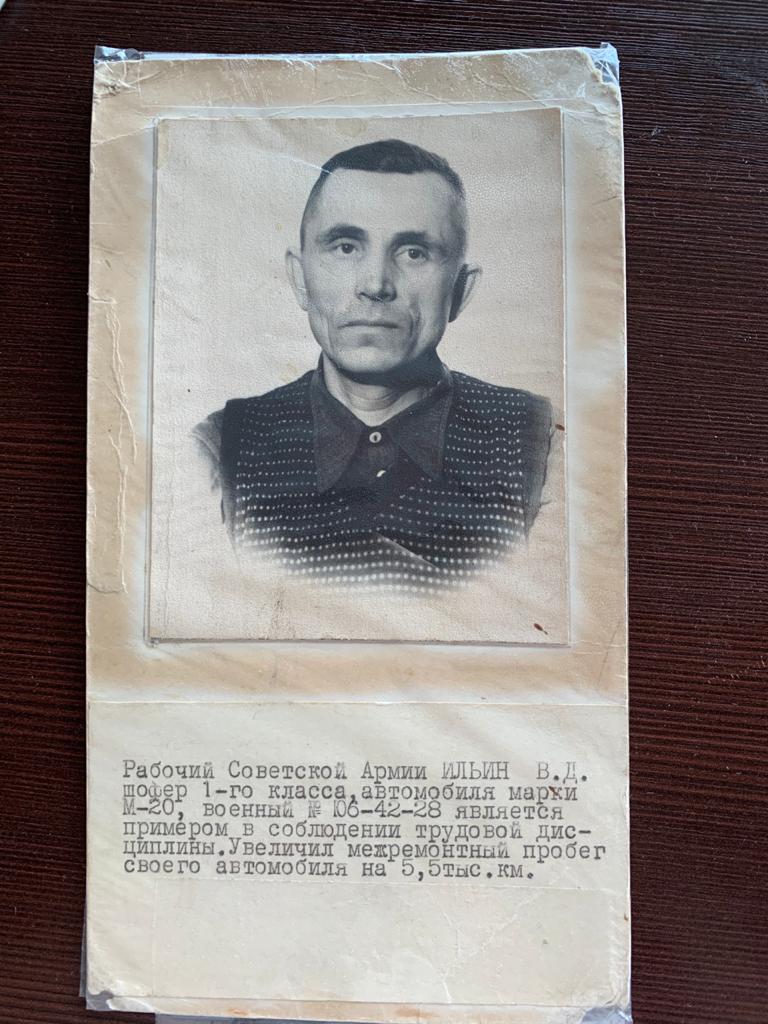 Рабочий Советской Армии ИЛЬИН В.Д.
шофер 1-го класса,автомобиля марки
М-20, военный № Юб-42-28 является
примером в соблюдении трудовой дис-
циплины.Увеличил межремонтный пробег
своего автомобиля на 5,5тыс.км.